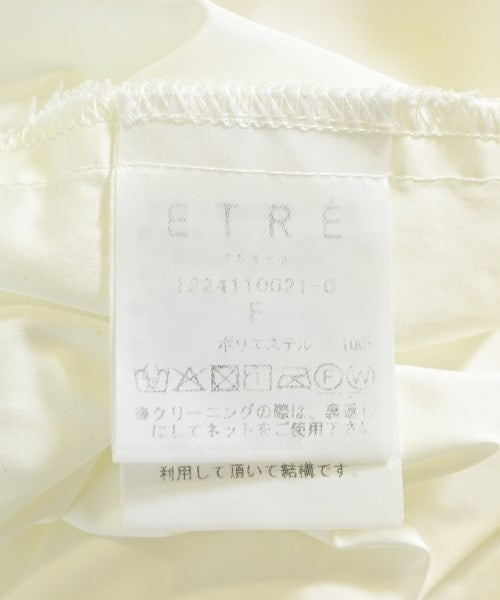 ETRÉ
TOKYO
1224110021-0
F
ポリエステル 100%
※クリーニングの際は、裏返し
にしてネットをご使用下さい
利用して頂いて結構です。